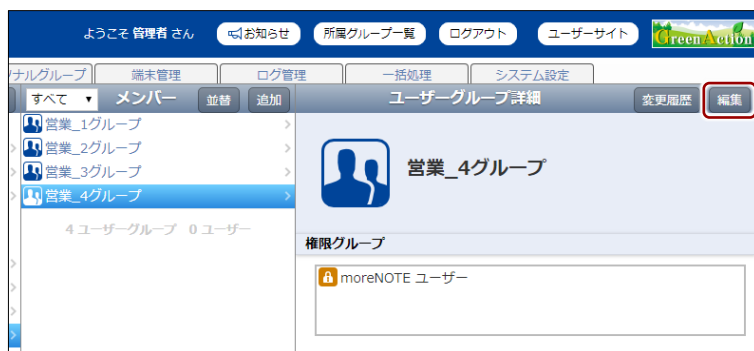 ようこそ 管理者 さん お知らせ 所属グループ一覧 ログアウト ユーザーサイト GreenAction
ナルグループ 端末管理 ログ管理 一括処理 システム設定
すべて メンバー 並替 追加 ユーザーグループ詳細 変更履歴 編集
営業_1グループ
営業_2グループ
営業_3グループ
営業_4グループ
4 ユーザーグループ 0 ユーザー
営業_4グループ
権限グループ
moreNOTE ユーザー